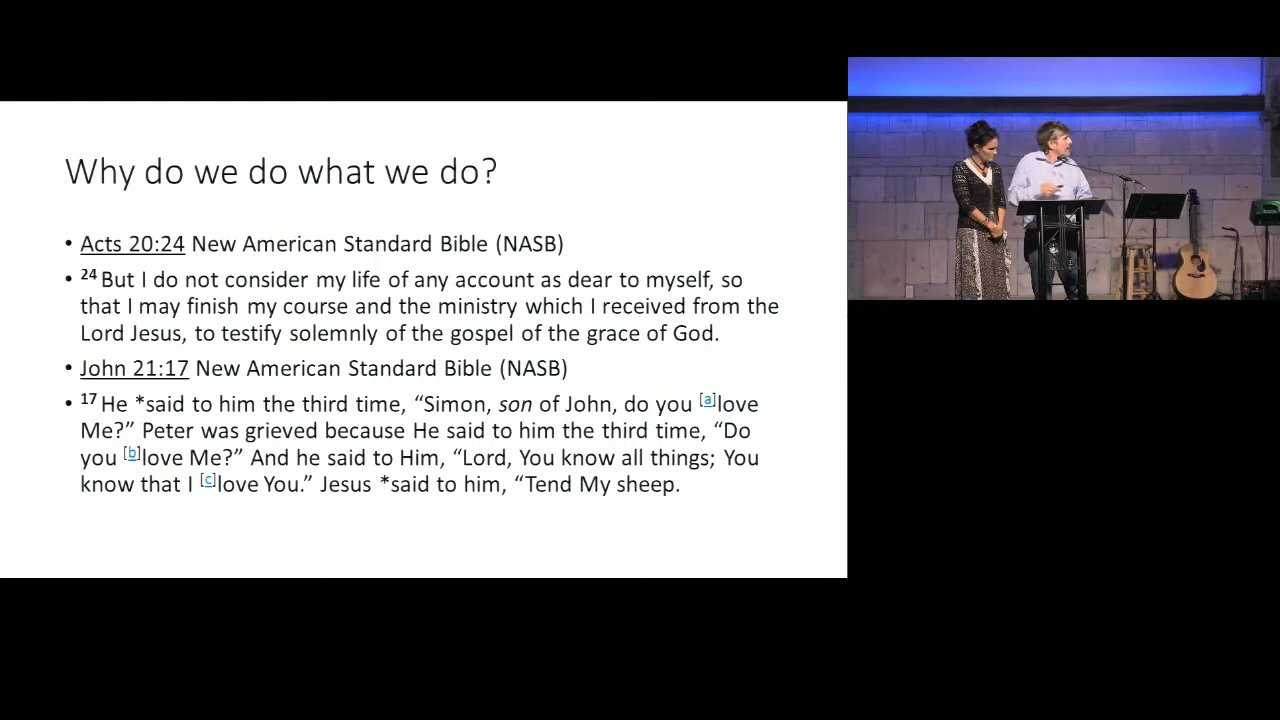 Why do we do what we do?
• Acts 20:24 New American Standard Bible (NASB)
• 24 But I do not consider my life of any account as dear to myself, so
that I may finish my course and the ministry which I received from the
Lord Jesus, to testify solemnly of the gospel of the grace of God.
• John 21:17 New American Standard Bible (NASB)
• 17 He *said to him the third time, “Simon, son of John, do you [a]love
Me?” Peter was grieved because He said to him the third time, “Do
you [b]love Me?” And he said to Him, “Lord, You know all things; You
know that I [c]love You.” Jesus *said to him, “Tend My sheep.